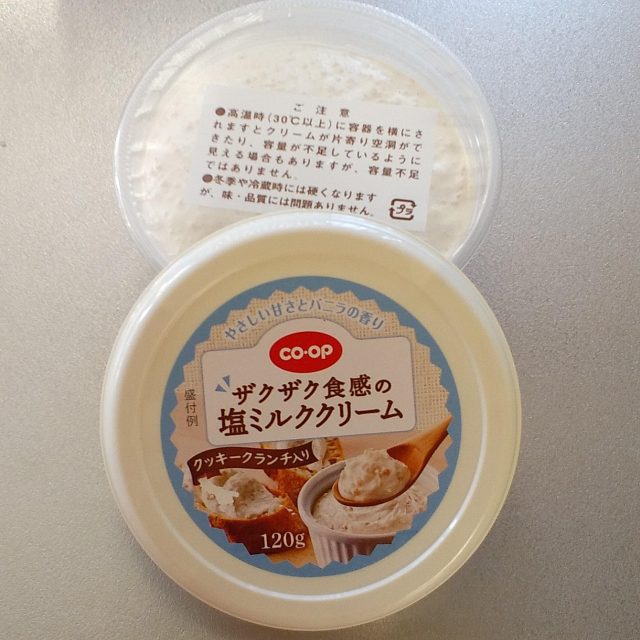 ご注意
●高温時(30℃以上)に容器を横にさ
れますとクリームが片寄り空洞がで
きたり、容量が不足しているように
見える場合もありますが、容量不足
ではありません。
●冬季や冷蔵時には硬くなります
が、味・品質には問題ありません。
プラ
やさしい甘さとバニラの香り
CO・OP
ザクザク食感の
塩ミルククリーム
盛付例
クッキークランチ入り
120g